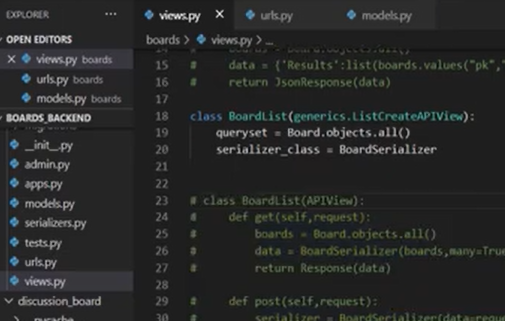 EXPLORER
...
OPEN EDITORS
× views.py boards
urls.py boards
models.py boards
BOARDS_BACKEND
__init__.py
admin.py
apps.py
models.py
serializers.py
tests.py
urls.py
views.py
discussion_board
views.py ×
urls.py
models.py
boards > views.py > ...
14 # boards = Board.objects.all()
15 # data = {'Results':list(boards.values("pk","
16 # return JsonResponse(data)
17
18 class BoardList(generics.ListCreateAPIView):
19 queryset = Board.objects.all()
20 serializer_class = BoardSerializer
21
22
23 # class BoardList(APIView):
24 # def get(self,request):
25 # boards = Board.objects.all()
26 # data = BoardSerializer(boards,many=True
27 # return Response(data)
28
29 # def post(self,request):
30 # serializer = BoardSerializer(data=reque